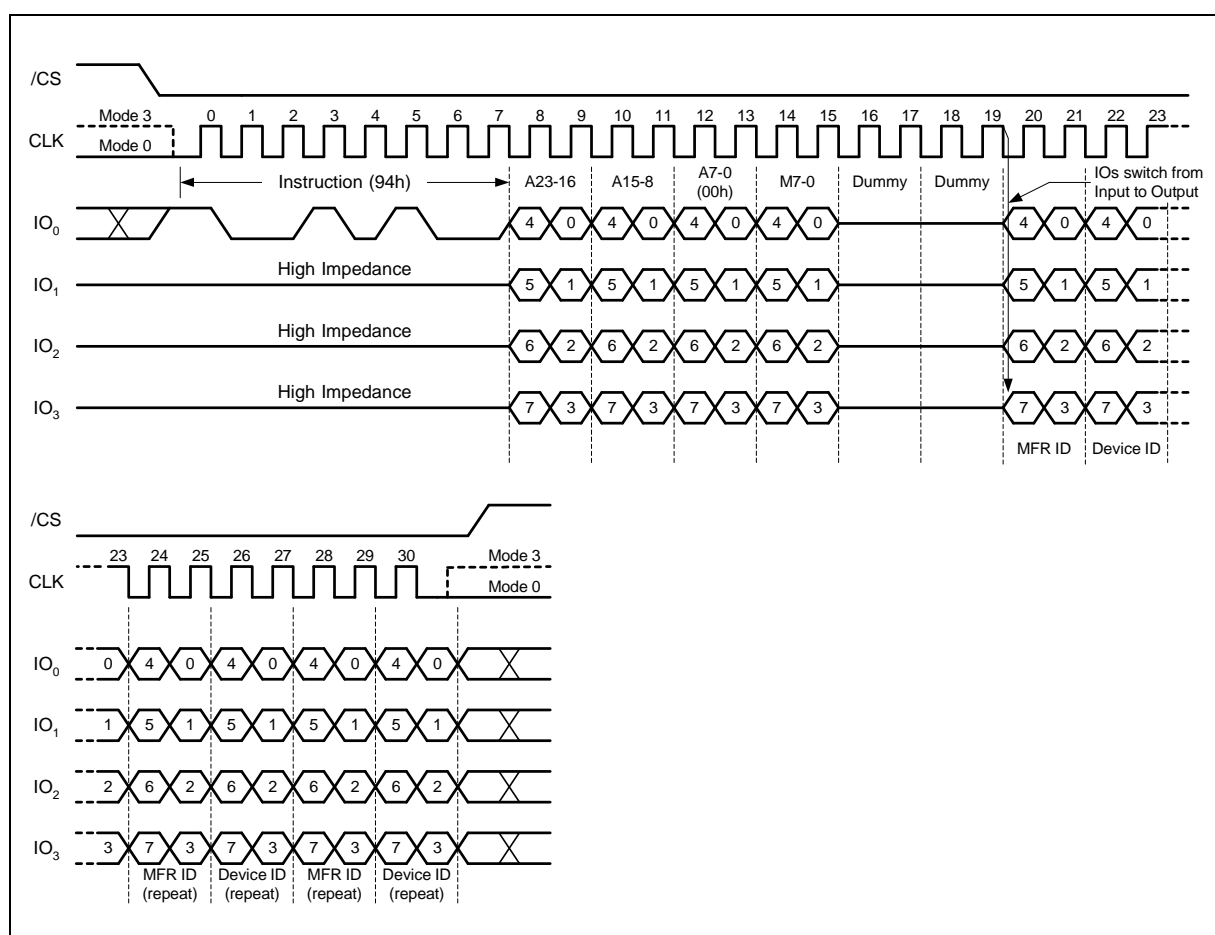 /CS
Mode 3
0 1 2 3 4 5 6 7 8 9 10 11 12 13 14 15 16 17 18 19 20 21 22 23
CLK
Mode 0
Instruction (94h)
A23-16
A15-8
A7-0
(00h)
M7-0
Dummy
Dummy
IOs switch from
Input to Output
IO0
4 0 4 0 4 0 4 0 4 0 4 0
High Impedance
IO1
5 1 5 1 5 1 5 1 5 1 5 1
High Impedance
IO2
6 2 6 2 6 2 6 2 6 2 6 2
High Impedance
IO3
7 3 7 3 7 3 7 3 7 3 7 3
MFR ID
Device ID
/CS
23 24 25 26 27 28 29 30
Mode 3
CLK
Mode 0
IO0
0 4 0 4 0 4 0 4 0
IO1
1 5 1 5 1 5 1 5 1
IO2
2 6 2 6 2 6 2 6 2
IO3
3 7 3 7 3 7 3 7 3
MFR ID
(repeat)
Device ID
(repeat)
MFR ID
(repeat)
Device ID
(repeat)